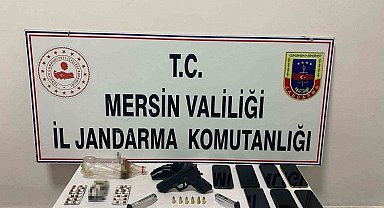 T.C.
MERSİN VALİLİĞİ
İL JANDARMA KOMUTANLIĞI